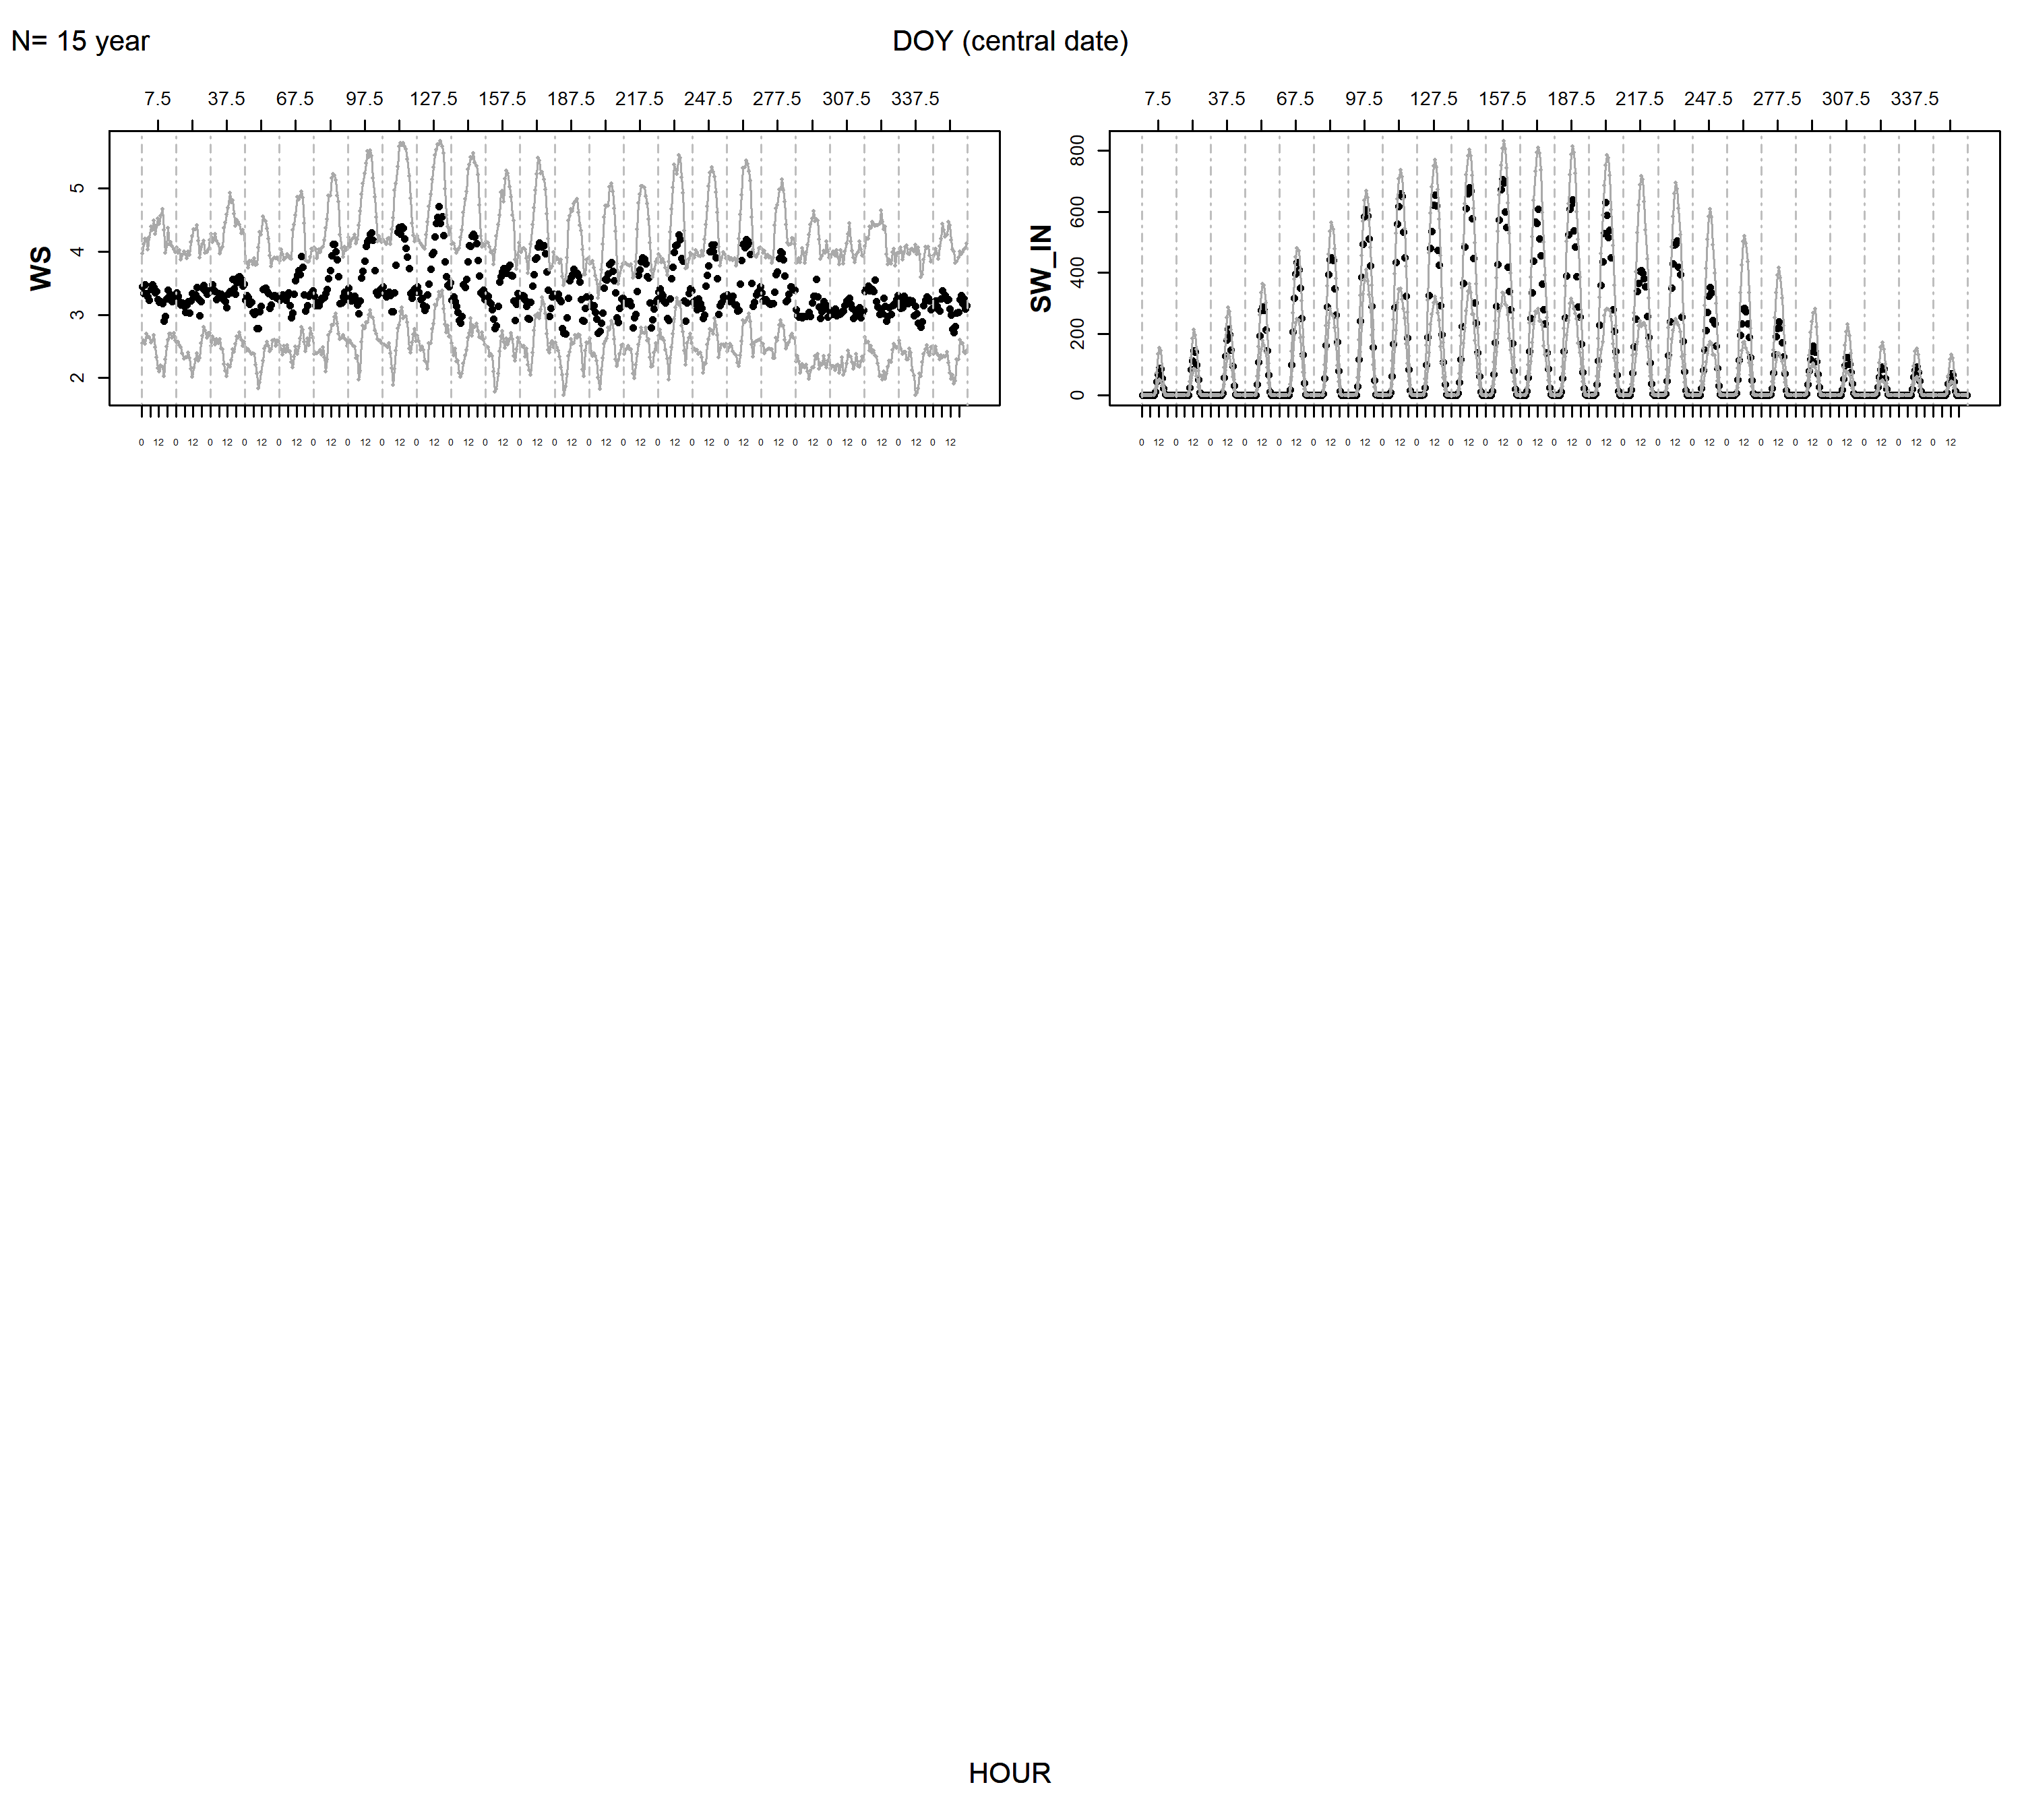 N= 15 year
DOY (central date)
7.5 37.5 67.5 97.5 127.5 157.5 187.5 217.5 247.5 277.5 307.5 337.5
WS
5
4
3
2
0 12 0 12 0 12 0 12 0 12 0 12 0 12 0 12 0 12 0 12 0 12 0 12 0 12 0 12 0 12 0 12 0 12 0 12 0 12 0 12 0 12 0 12 0 12 0 12
7.5 37.5 67.5 97.5 127.5 157.5 187.5 217.5 247.5 277.5 307.5 337.5
SW_IN
800
600
400
200
0
0 12 0 12 0 12 0 12 0 12 0 12 0 12 0 12 0 12 0 12 0 12 0 12 0 12 0 12 0 12 0 12 0 12 0 12 0 12 0 12 0 12 0 12 0 12 0 12
HOUR